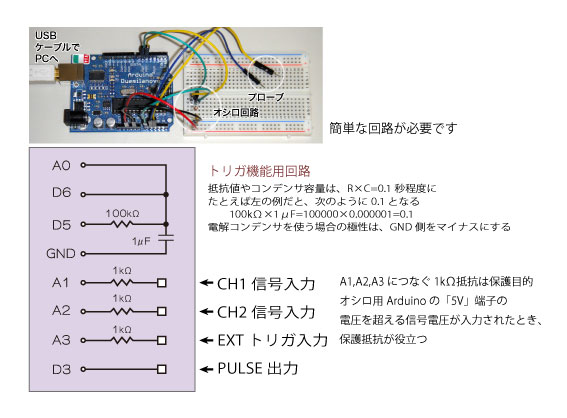 USB
ケーブルで
PCへ
Arduino
Duemilanove
プローブ
オシロ回路
簡単な回路が必要です
トリガ機能用回路
抵抗値やコンデンサ容量は、R×C=0.1 秒程度に
たとえば左の例だと、次のように 0.1 となる
100kΩ×1μF=100000×0.000001=0.1
電解コンデンサを使う場合の極性は、GND 側をマイナスにする
A0
D6
D5
100kΩ
1μF
GND
A1
1kΩ
CH1 信号入力
A2
1kΩ
CH2 信号入力
A3
1kΩ
EXT トリガ入力
D3
PULSE 出力
A1,A2,A3 につなぐ 1kΩ抵抗は保護目的
オシロ用 Arduino の「5V」端子の
電圧を超える信号電圧が入力されたとき、
保護抵抗が役立つ